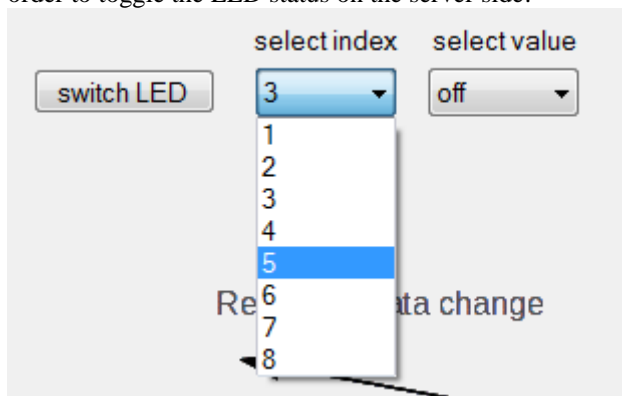 order to toggle the LED status on the server side.
select index select value
switch LED 3 off
1
2
3
4
5
6
Re ata change
7
8